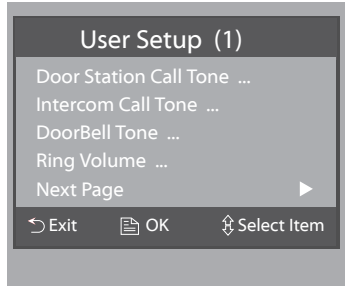 User Setup (1)
Door Station Call Tone ...
Intercom Call Tone ...
DoorBell Tone ...
Ring Volume ...
Next Page
Exit OK Select Item